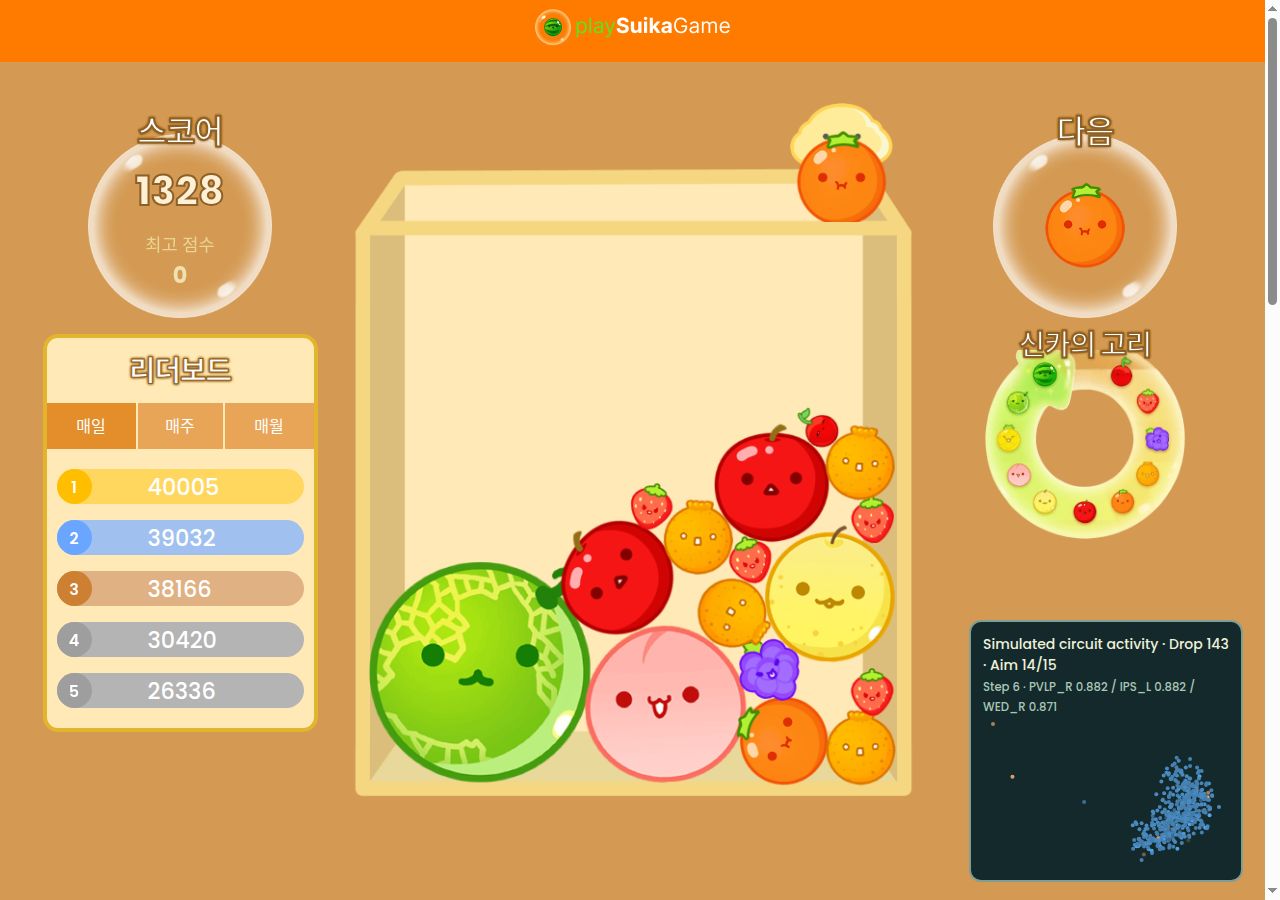 playSuikaGame
스코어
1328
최고 점수
0
다음
신카의 고리
리더보드
매일 매주 매월
1 40005
2 39032
3 38166
4 30420
5 26336
Simulated circuit activity · Drop 143
· Aim 14/15
Step 6 · PVLP_R 0.882 / IPS_L 0.882 /
WED_R 0.871